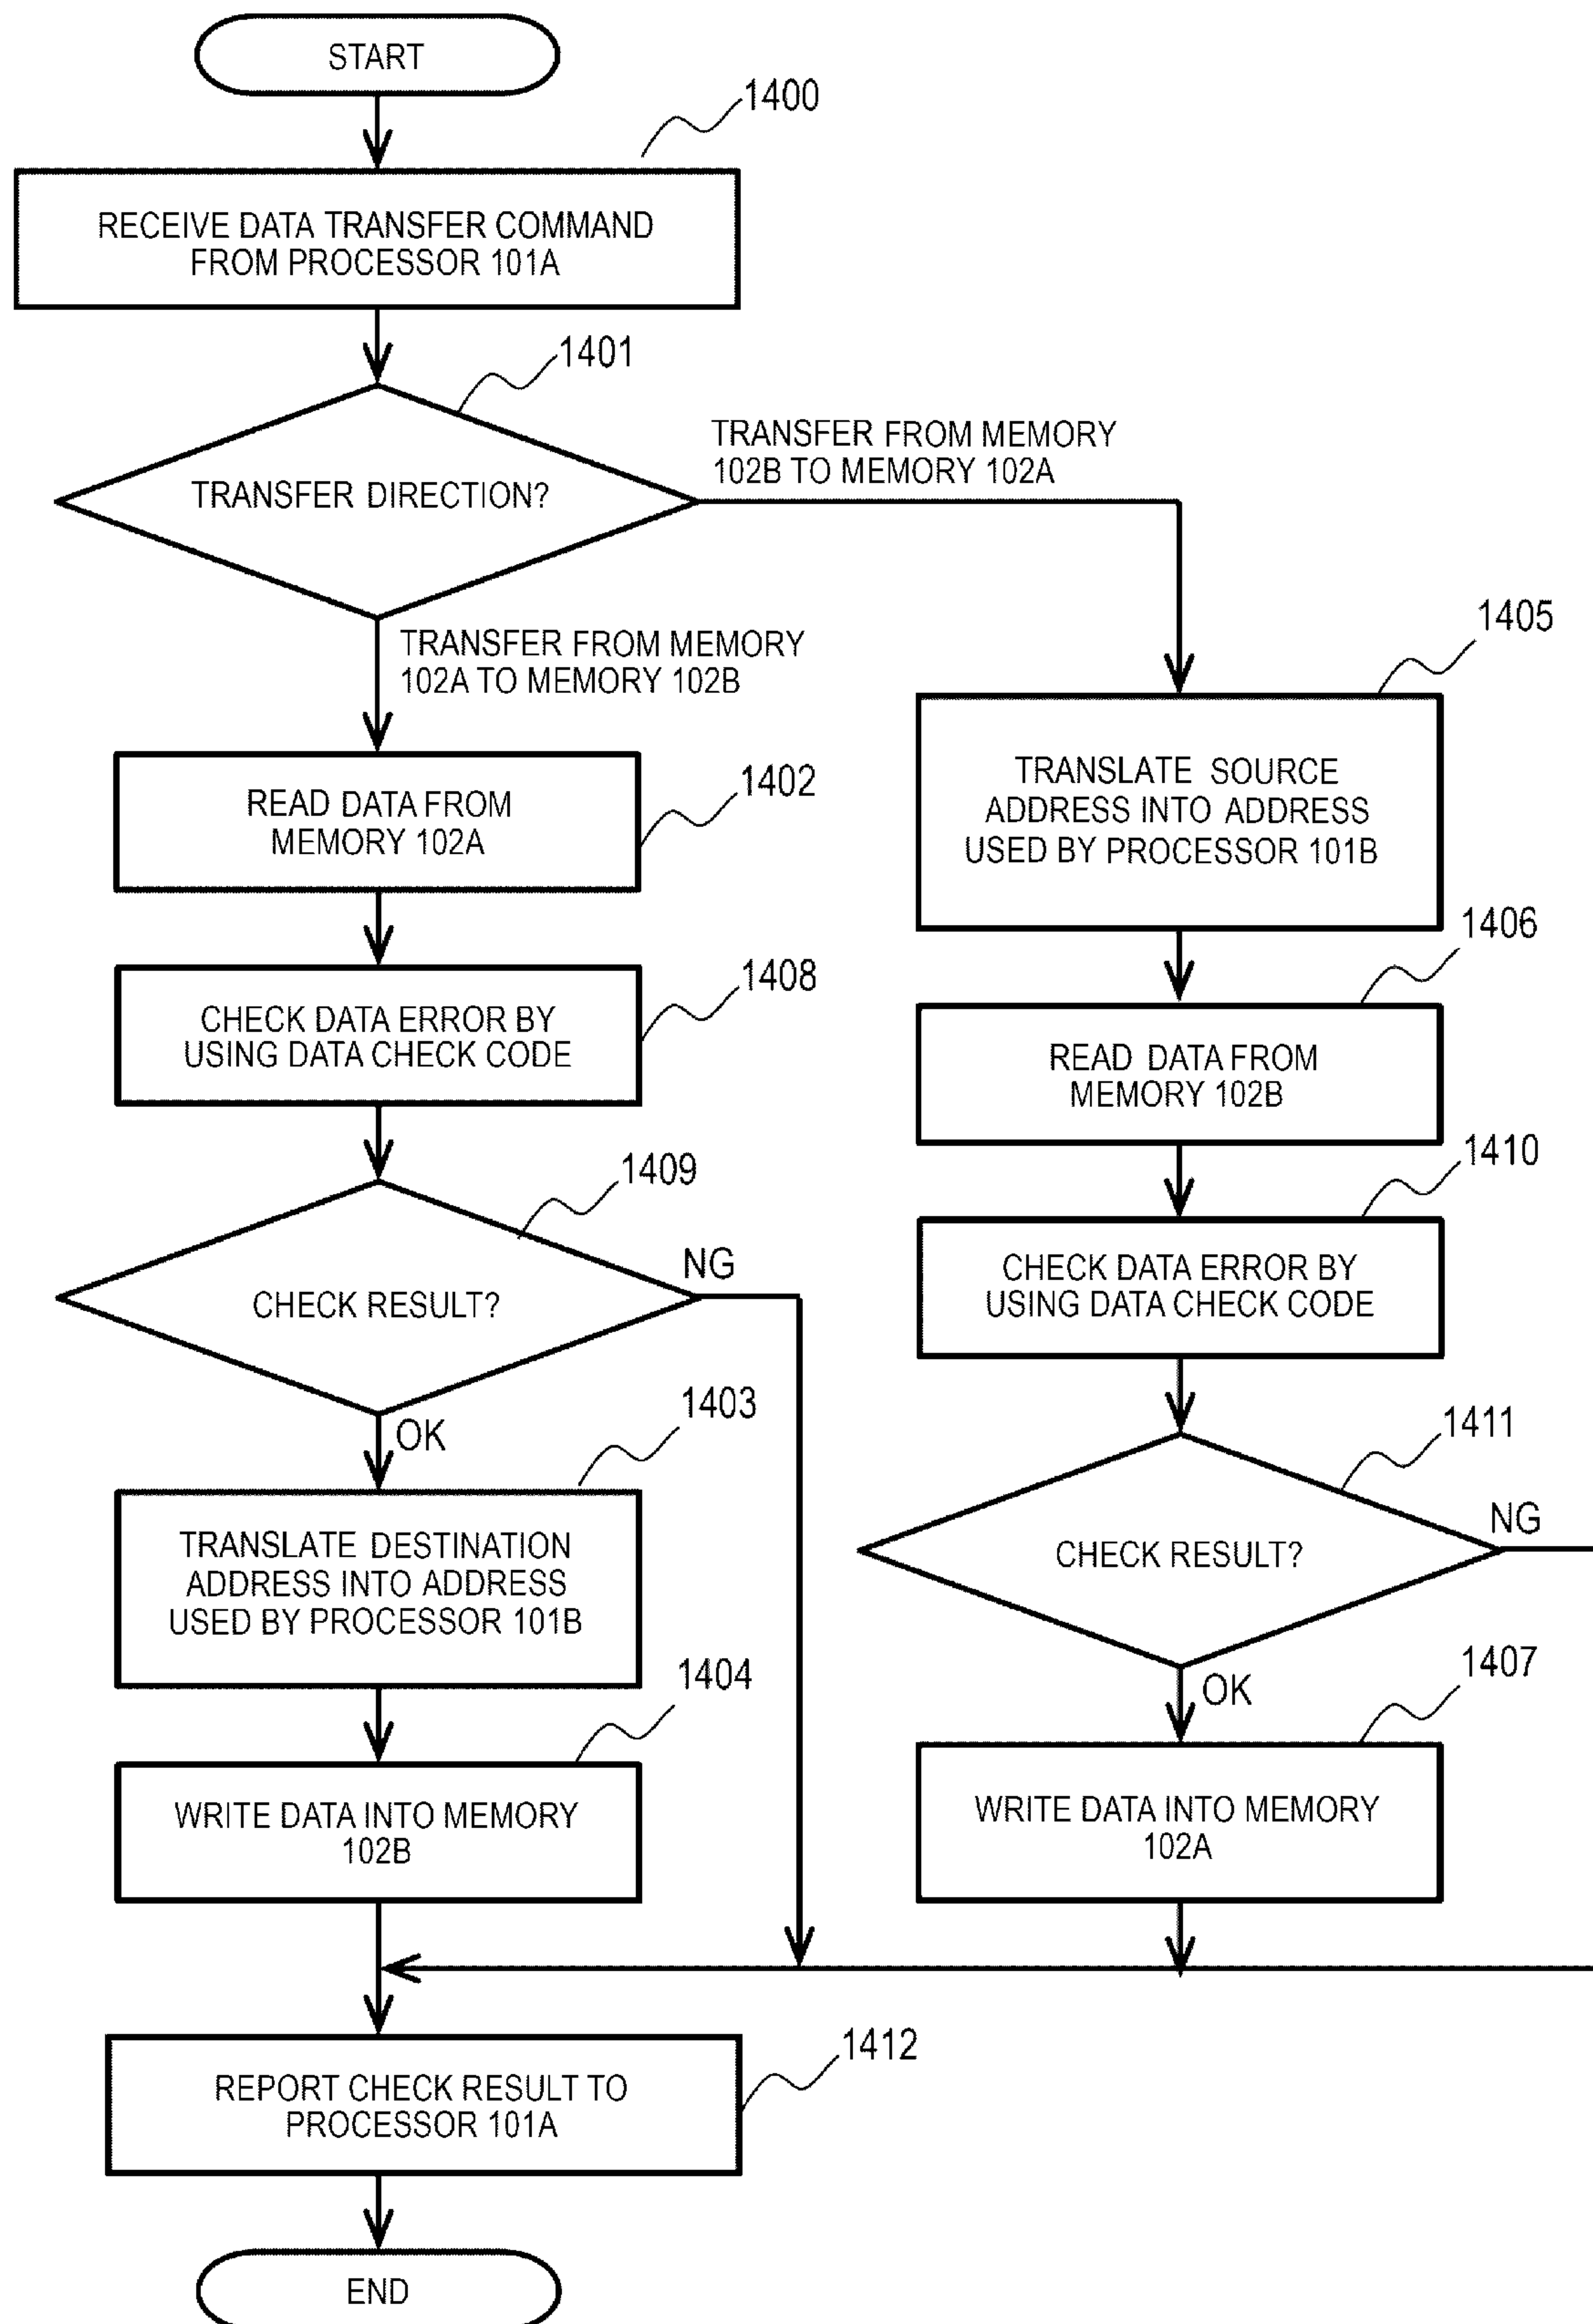 START
1400
RECEIVE DATA TRANSFER COMMAND
FROM PROCESSOR 101A
1401
TRANSFER DIRECTION?
TRANSFER FROM MEMORY
102B TO MEMORY 102A
TRANSFER FROM MEMORY
102A TO MEMORY 102B
1402
READ DATA FROM
MEMORY 102A
1408
CHECK DATA ERROR BY
USING DATA CHECK CODE
1409
CHECK RESULT?
NG
OK
1403
TRANSLATE DESTINATION
ADDRESS INTO ADDRESS
USED BY PROCESSOR 101B
1404
WRITE DATA INTO MEMORY
102B
1405
TRANSLATE SOURCE
ADDRESS INTO ADDRESS
USED BY PROCESSOR 101B
1406
READ DATA FROM
MEMORY 102B
1410
CHECK DATA ERROR BY
USING DATA CHECK CODE
1411
CHECK RESULT?
NG
OK
1407
WRITE DATA INTO MEMORY
102A
1412
REPORT CHECK RESULT TO
PROCESSOR 101A
END